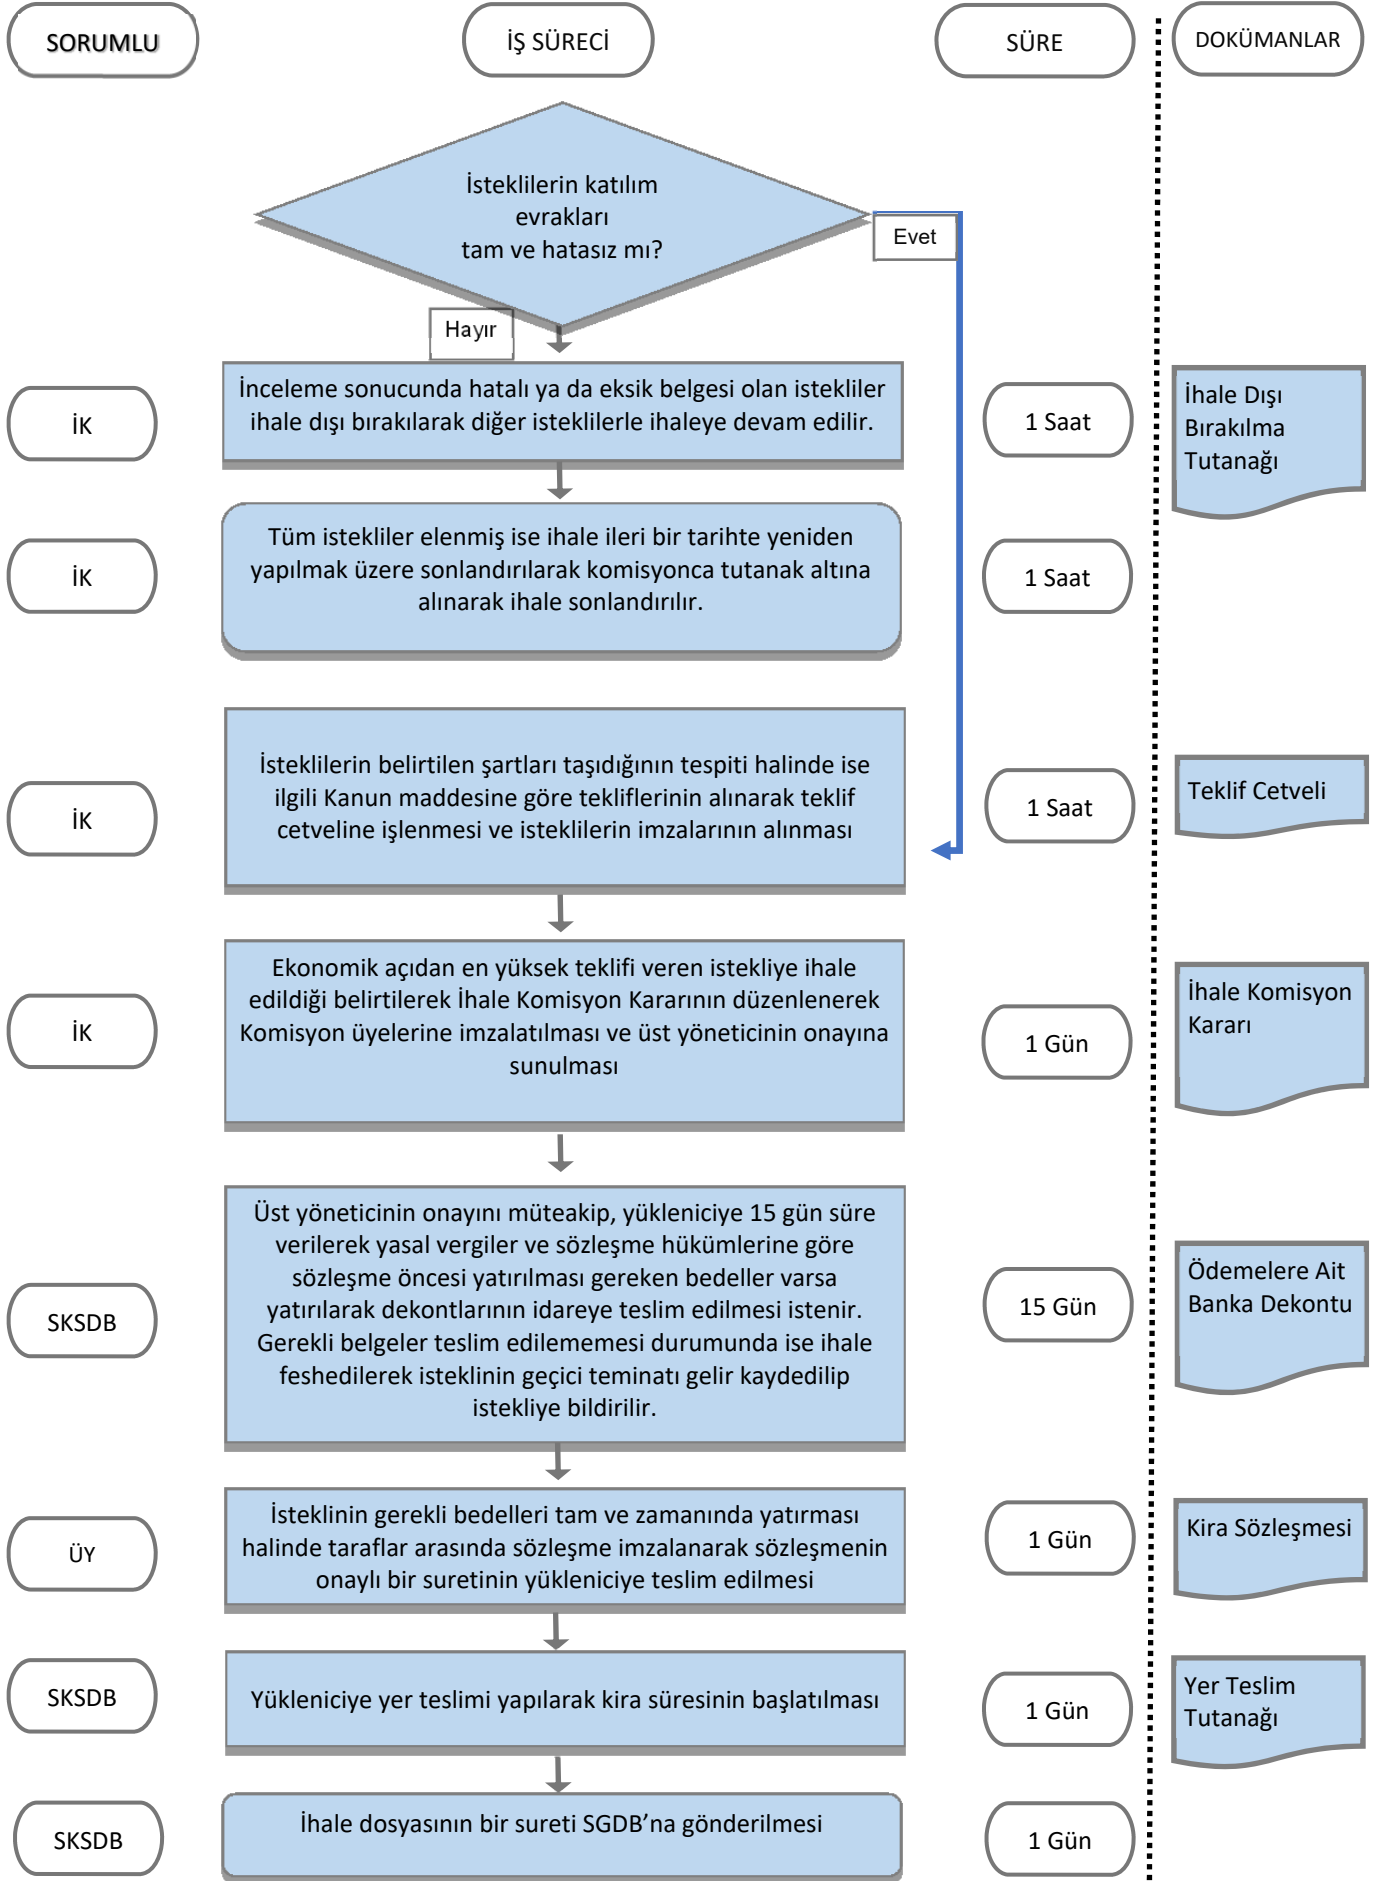 SORUMLU
İŞ SÜRECİ
SÜRE
DOKÜMANLAR
İsteklilerin katılım
evrakları
tam ve hatasız mı?
Evet
Hayır
İK
İnceleme sonucunda hatalı ya da eksik belgesi olan istekliler
ihale dışı bırakılarak diğer isteklilerle ihaleye devam edilir.
1 Saat
İhale Dışı
Bırakılma
Tutanağı
İK
Tüm istekliler elenmiş ise ihale ileri bir tarihte yeniden
yapılmak üzere sonlandırılarak komisyonca tutanak altına
alınarak ihale sonlandırılır.
1 Saat
İK
İsteklilerin belirtilen şartları taşıdığının tespiti halinde ise
ilgili Kanun maddesine göre tekliflerinin alınarak teklif
cetveline işlenmesi ve isteklilerin imzalarının alınması
1 Saat
Teklif Cetveli
İK
Ekonomik açıdan en yüksek teklifi veren istekliye ihale
edildiği belirtilerek İhale Komisyon Kararının düzenlenerek
Komisyon üyelerine imzalatılması ve üst yöneticinin onayına
sunulması
1 Gün
İhale Komisyon
Kararı
SKSDB
Üst yöneticinin onayını müteakip, yükleniciye 15 gün süre
verilerek yasal vergiler ve sözleşme hükümlerine göre
sözleşme öncesi yatırılması gereken bedeller varsa
yatırılarak dekontlarının idareye teslim edilmesi istenir.
Gerekli belgeler teslim edilememesi durumunda ise ihale
feshedilerek isteklinin geçici teminatı gelir kaydedilip
istekliye bildirilir.
15 Gün
Ödemelere Ait
Banka Dekontu
ÜY
İsteklinin gerekli bedelleri tam ve zamanında yatırması
halinde taraflar arasında sözleşme imzalanarak sözleşmenin
onaylı bir suretinin yükleniciye teslim edilmesi
1 Gün
Kira Sözleşmesi
SKSDB
Yükleniciye yer teslimi yapılarak kira süresinin başlatılması
1 Gün
Yer Teslim
Tutanağı
SKSDB
İhale dosyasının bir sureti SGDB’na gönderilmesi
1 Gün